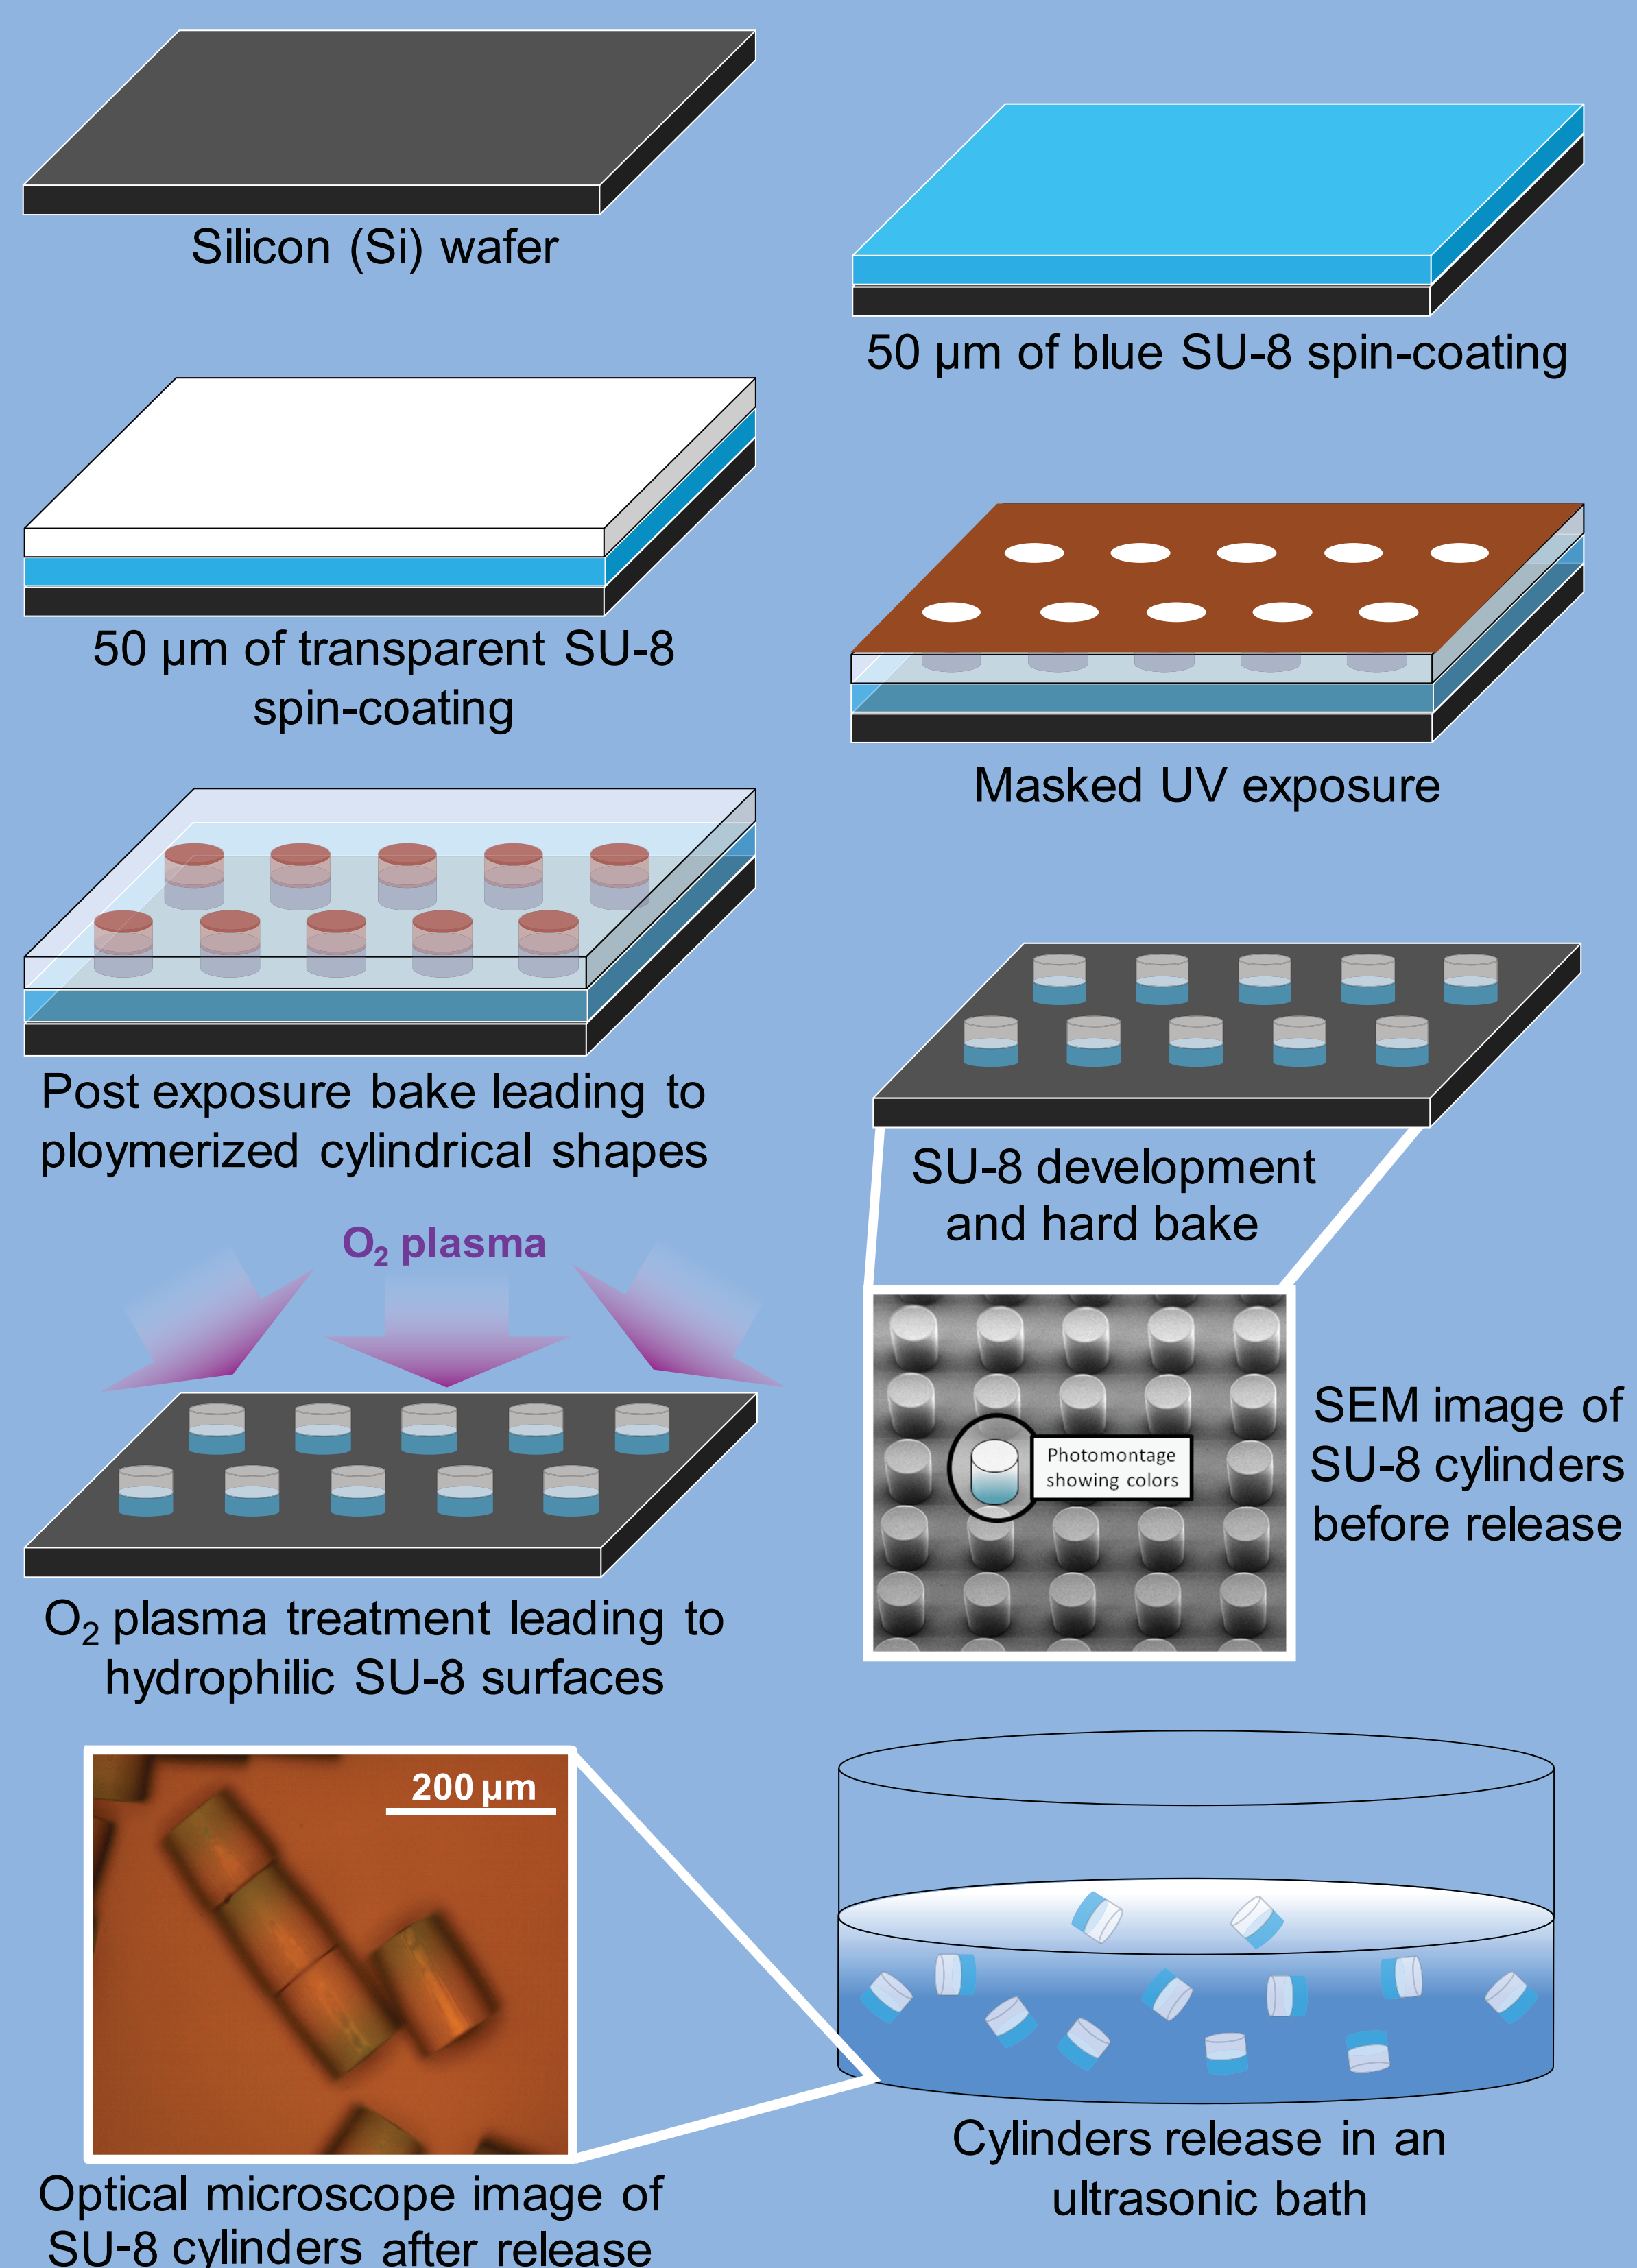 Silicon (Si) wafer
50 µm of blue SU-8 spin-coating
50 µm of transparent SU-8
spin-coating
Masked UV exposure
Post exposure bake leading to
ploymerized cylindrical shapes
SU-8 development
and hard bake
O₂ plasma
Photomontage
showing colors
SEM image of
SU-8 cylinders
before release
O₂ plasma treatment leading to
hydrophilic SU-8 surfaces
200 µm
Cylinders release in an
ultrasonic bath
Optical microscope image of
SU-8 cylinders after release